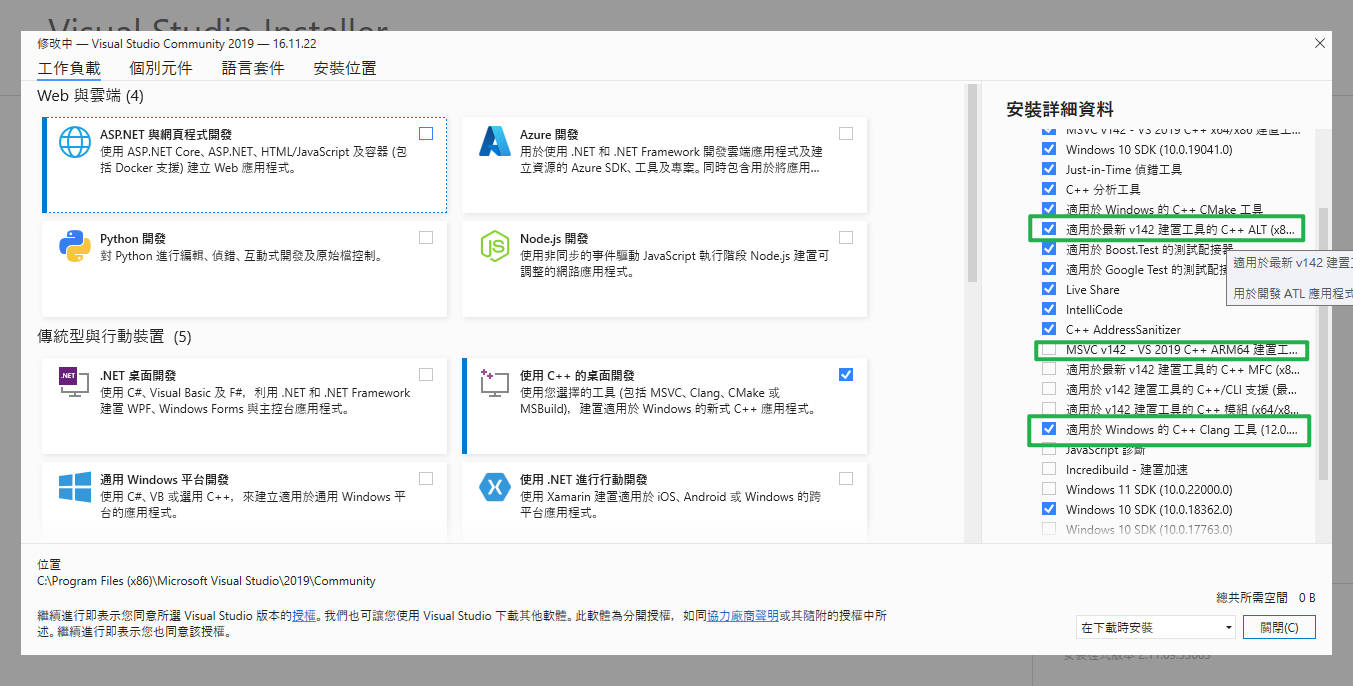 Visual Studio Installer
修改中 — Visual Studio Community 2019 — 16.11.22
工作負載 個別元件 語言套件 安裝位置
Web 與雲端 (4)
ASP.NET 與網頁程式開發
使用 ASP.NET Core、ASP.NET、HTML/JavaScript 及容器 (包
括 Docker 支援) 建立 Web 應用程式。
Azure 開發
用於使用 .NET 和 .NET Framework 開發雲端應用程式及建
立資源的 Azure SDK、工具及專案。同時包含用於將應用...
Python 開發
對 Python 進行編輯、偵錯、互動式開發及原始檔控制。
Node.js 開發
使用非同步的事件驅動 JavaScript 執行階段 Node.js 建置可
調整的網路應用程式。
傳統型與行動裝置 (5)
.NET
.NET 桌面開發
使用 C#、Visual Basic 及 F#，利用 .NET 和 .NET Framework
建置 WPF、Windows Forms 與主控台應用程式。
使用 C++ 的桌面開發
使用您選擇的工具 (包括 MSVC、Clang、CMake 或
MSBuild)，建置適用於 Windows 的新式 C++ 應用程式。
通用 Windows 平台開發
使用 C#、VB 或選用 C++，來建立適用於通用 Windows 平
台的應用程式。
使用 .NET 進行行動開發
使用 Xamarin 建置適用於 iOS、Android 或 Windows 的跨
平台應用程式。
安裝詳細資料
MSVC v142 - VS 2019 C++ x64/x86 建置工...
Windows 10 SDK (10.0.19041.0)
Just-in-Time 偵錯工具
C++ 分析工具
適用於 Windows 的 C++ CMake 工具
適用於最新 v142 建置工具的 C++ ALT (x8...
適用於 Boost.Test 的測試配接器
適用於 Google Test 的測試配接
適用於最新 v142 建置工
用於開發 ATL 應用程式
Live Share
IntelliCode
C++ AddressSanitizer
MSVC v142 - VS 2019 C++ ARM64 建置工...
適用於最新 v142 建置工具的 C++ MFC (x8...
適用於 v142 建置工具的 C++/CLI 支援 (最...
適用於 v142 建置工具的 C++ 模組 (x64/x8...
適用於 Windows 的 C++ Clang 工具 (12.0....
JavaScript 診斷
Incredibuild - 建置加速
Windows 11 SDK (10.0.22000.0)
Windows 10 SDK (10.0.18362.0)
Windows 10 SDK (10.0.17763.0)
位置
C:\Program Files (x86)\Microsoft Visual Studio\2019\Community
繼續進行即表示您同意所選 Visual Studio 版本的授權。我們也可讓您使用 Visual Studio 下載其他軟體。此軟體為分開授權，如同協力廠商聲明或其隨附的授權中所
述。繼續進行即表示您也同意該授權。
總共所需空間 0 B
在下載時安裝
關閉(C)